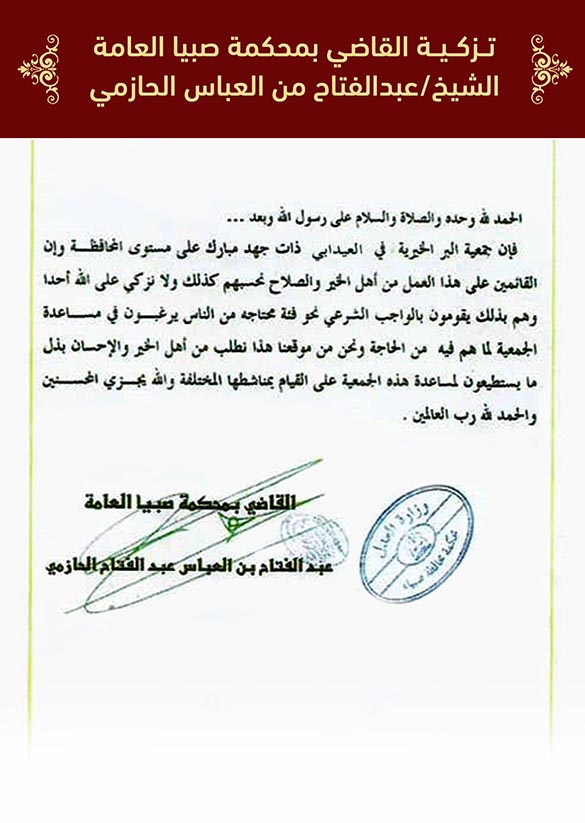 تـزكـيـة القاضي بمحكمة صبيا العامة
الشيخ/عبدالفتاح من العباس الحازمي
الحمد لله وحده والصلاة والسلام على رسول الله وبعد ...
فإن جمعية البر الخيرية في العيدابي ذات جهد مبارك على مستوى المحافظة وإن
القائمين على هذا العمل من أهل الخير والصلاح نحسبهم كذلك ولا نزكي على الله أحدا
وهم بذلك يقومون بالواجب الشرعي نحو فئة محتاجه من الناس يرغبون في مساعدة
الجمعية لما هم فيه من الحاجة ونحن من موقعنا هذا نطلب من أهل الخير والإحسان بذل
ما يستطيعون لمساعدة هذه الجمعية على القيام بمناشطها المختلفة والله يجزي المحسنين
والحمد لله رب العالمين .
القاضي بمحكمة صبيا العامة
عبد الفتاح بن العباس عبد الفتاح الحازمي
وزارة العدل